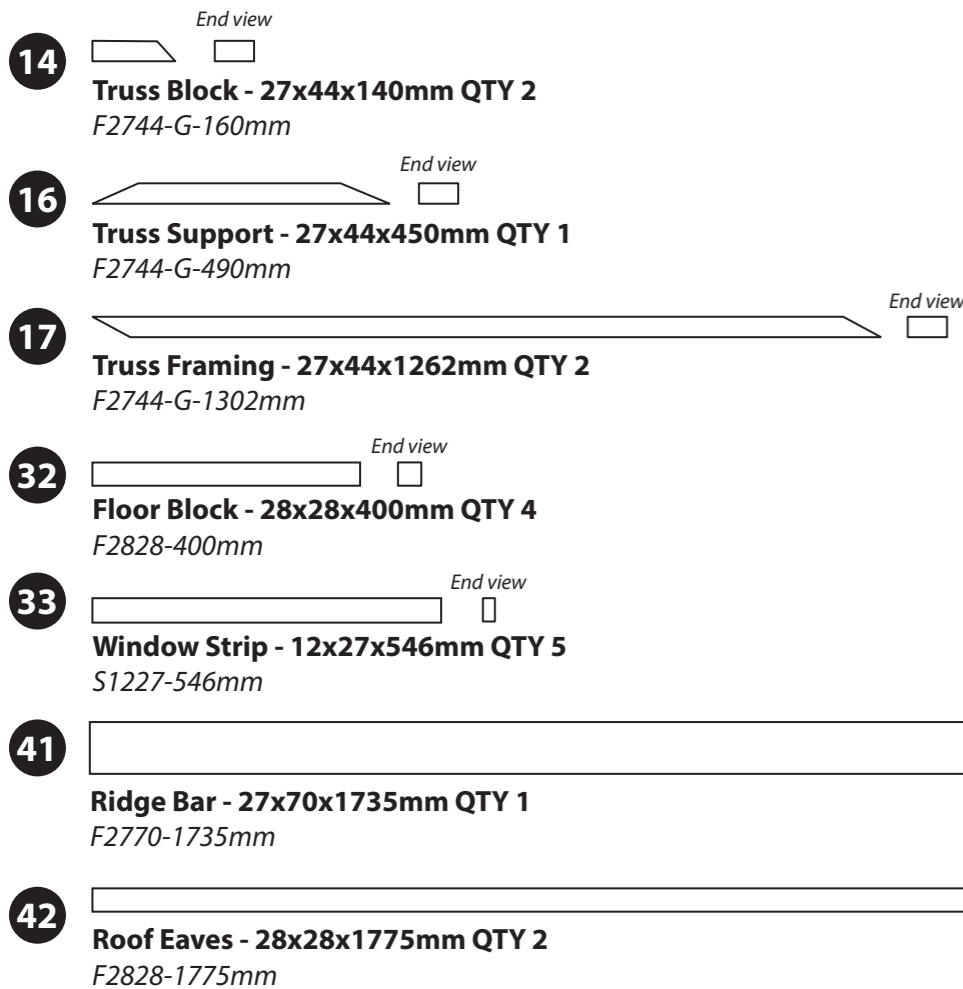 End view
14
Truss Block - 27x44x140mm QTY 2
F2744-G-160mm
End view
16
Truss Support - 27x44x450mm QTY 1
F2744-G-490mm
End view
17
Truss Framing - 27x44x1262mm QTY 2
F2744-G-1302mm
End view
32
Floor Block - 28x28x400mm QTY 4
F2828-400mm
End view
33
Window Strip - 12x27x546mm QTY 5
S1227-546mm
41
Ridge Bar - 27x70x1735mm QTY 1
F2770-1735mm
42
Roof Eaves - 28x28x1775mm QTY 2
F2828-1775mm